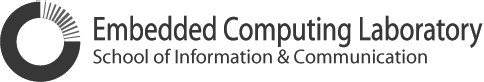 Embedded Computing Laboratory
School of Information & Communication